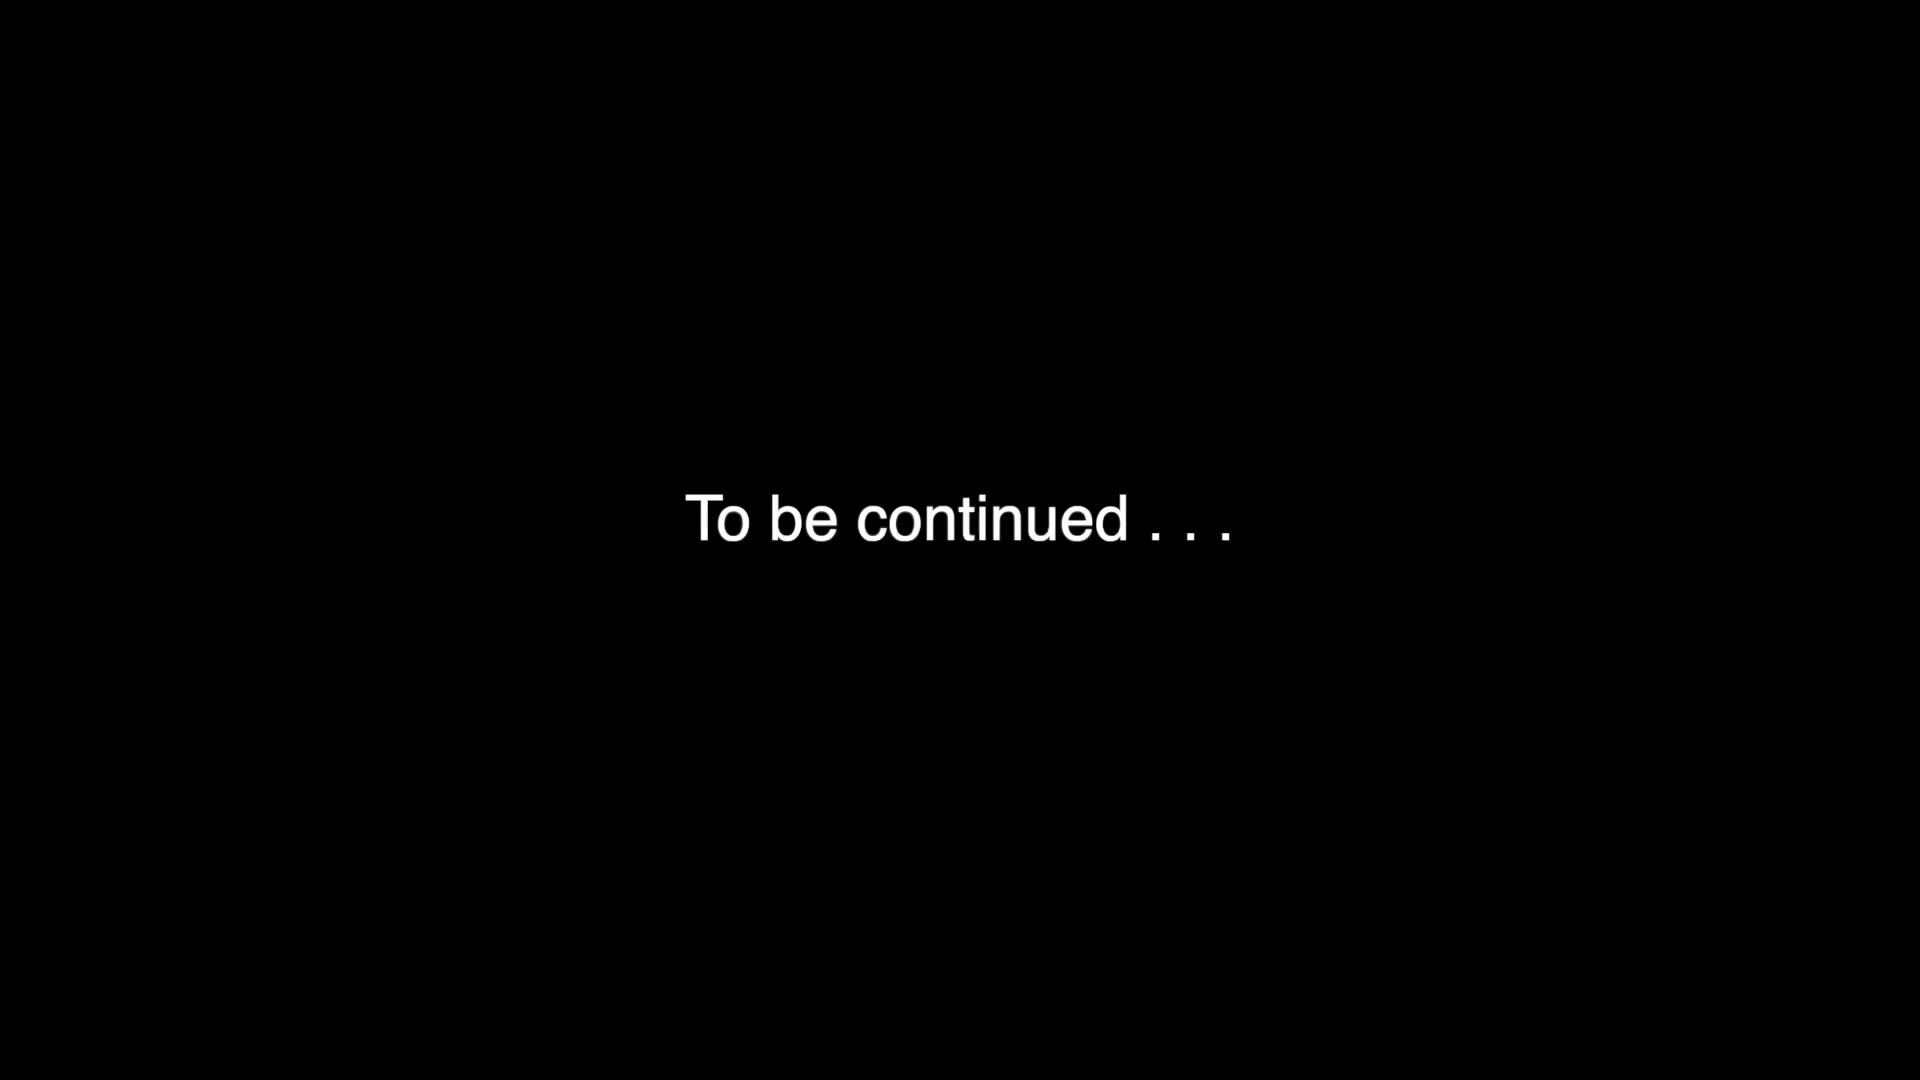 To be continued . . .